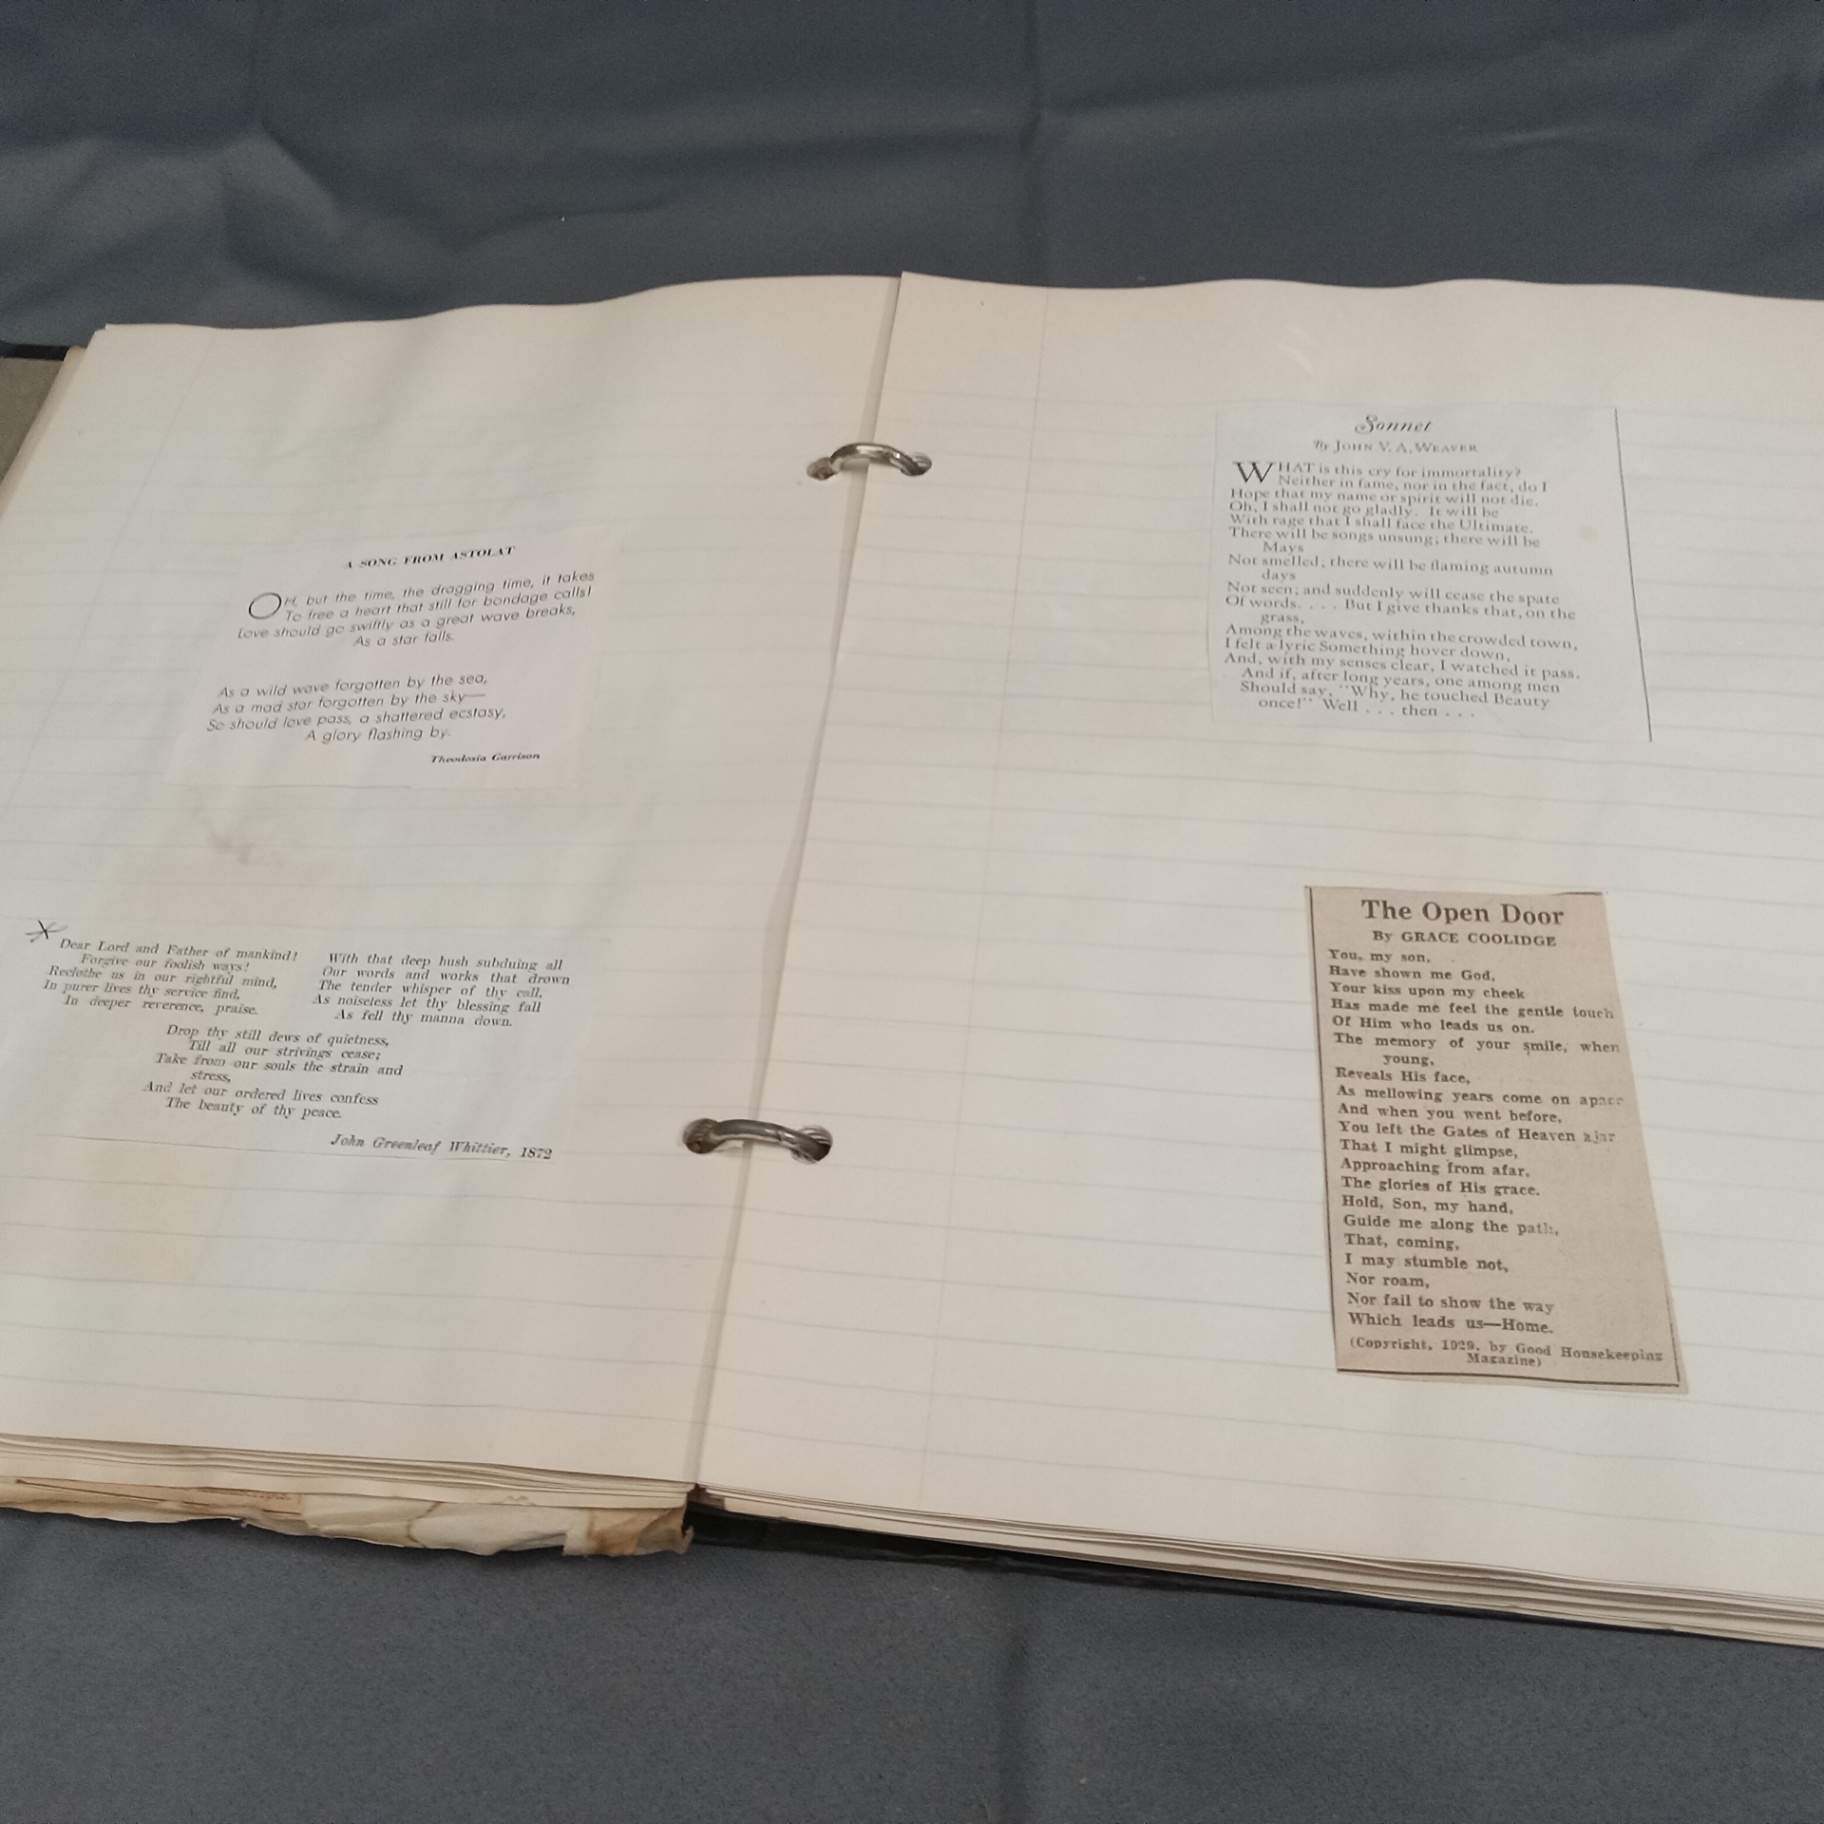 A SONG FROM ASTOLAT
OH, but the time, the dragging time, it takes
To free a heart that still for bondage calls!
Love should go swiftly as a great wave breaks,
As a star falls.
As a wild wave forgotten by the sea,
As a mad star forgotten by the sky—
So should love pass, a shattered ecstasy,
A glory flashing by.
Theodosia Garrison
Dear Lord and Father of mankind!
Forgive our foolish ways!
Reclothe us in our rightful mind,
In purer lives thy service find,
In deeper reverence, praise.
With that deep hush subduing all
Our words and works that drown
The tender whisper of thy call,
As noiseless let thy blessing fall
As fell thy manna down.
Drop thy still dews of quietness,
Till all our strivings cease;
Take from our souls the strain and
stress,
And let our ordered lives confess
The beauty of thy peace.
John Greenleaf Whittier, 1872
Sonnet
By JOHN V. A. WEAVER
WHAT is this cry for immortality?
Neither in fame, nor in the fact, do I
Hope that my name or spirit will not die.
Oh, I shall not go gladly. It will be
With rage that I shall face the Ultimate.
There will be songs unsung; there will be
Mays
Not smelled; there will be flaming autumn
days
Not seen; and suddenly will cease the spate
Of words. . . . But I give thanks that, on the
grass,
Among the waves, within the crowded town,
I felt a lyric Something hover down,
And, with my senses clear, I watched it pass.
And if, after long years, one among men
Should say, "Why, he touched Beauty
once!" Well . . . then . . .
The Open Door
By GRACE COOLIDGE
You, my son,
Have shown me God,
Your kiss upon my cheek
Has made me feel the gentle touch
Of Him who leads us on.
The memory of your smile, when
young,
Reveals His face,
As mellowing years come on apace
And when you went before,
You left the Gates of Heaven ajar
That I might glimpse,
Approaching from afar,
The glories of His grace.
Hold, Son, my hand,
Guide me along the path,
That, coming,
I may stumble not,
Nor roam,
Nor fail to show the way
Which leads us—Home.
(Copyright, 1929, by Good Housekeeping
Magazine)